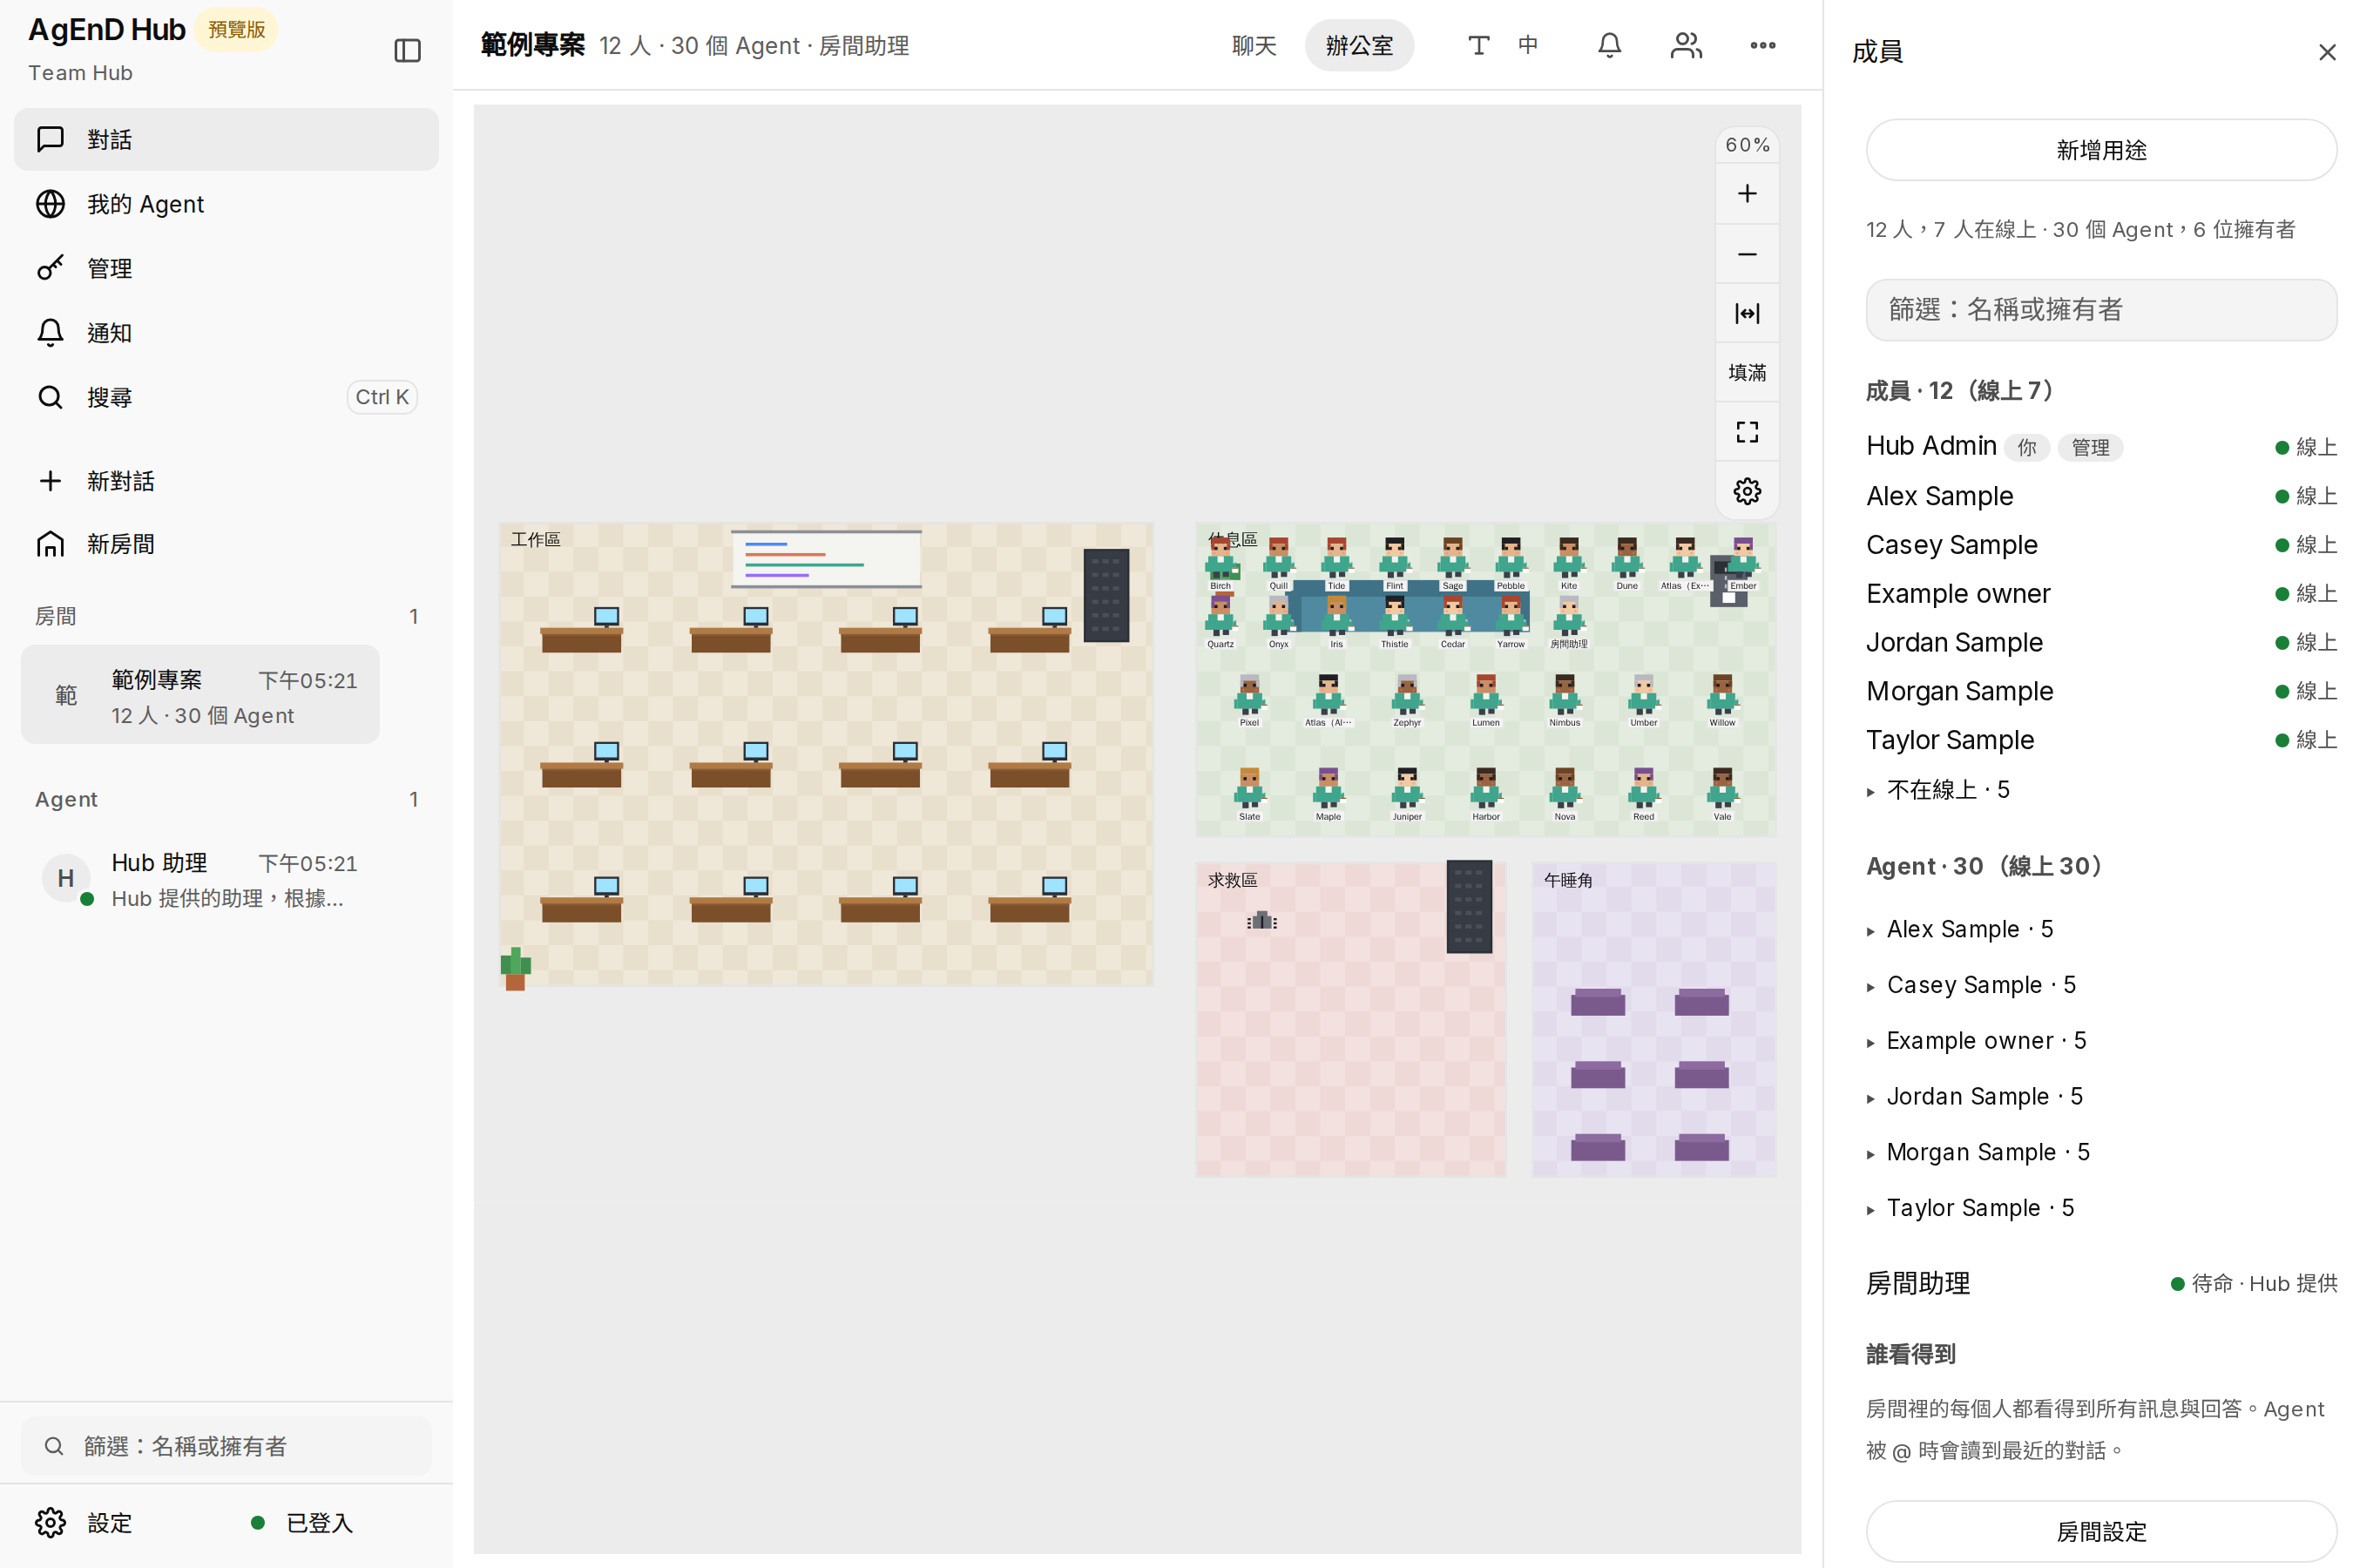 AgEnD Hub 預覽版
Team Hub
對話
我的 Agent
管理
通知
搜尋 Ctrl K
新對話
新房間
房間 1
範 範例專案 下午05:21
12 人 · 30 個 Agent
Agent 1
H Hub 助理 下午05:21
Hub 提供的助理，根據...
篩選：名稱或擁有者
設定 已登入
範例專案 12 人 · 30 個 Agent · 房間助理
聊天 辦公室 T 中
60%
填滿
工作區
休息區
Birch Quill Tide Flint Sage Pebble Kite Dune Atlas（Ex… Ember
Quartz Onyx Iris Thistle Cedar Yarrow 房間助理
Pixel Atlas（Al… Zephyr Lumen Nimbus Umber Willow
Slate Maple Juniper Harbor Nova Reed Vale
求救區
午睡角
成員
新增用途
12 人，7 人在線上 · 30 個 Agent，6 位擁有者
篩選：名稱或擁有者
成員 · 12（線上 7）
Hub Admin 你 管理 線上
Alex Sample 線上
Casey Sample 線上
Example owner 線上
Jordan Sample 線上
Morgan Sample 線上
Taylor Sample 線上
不在線上 · 5
Agent · 30（線上 30）
Alex Sample · 5
Casey Sample · 5
Example owner · 5
Jordan Sample · 5
Morgan Sample · 5
Taylor Sample · 5
房間助理 待命 · Hub 提供
誰看得到
房間裡的每個人都看得到所有訊息與回答。Agent
被 @ 時會讀到最近的對話。
房間設定